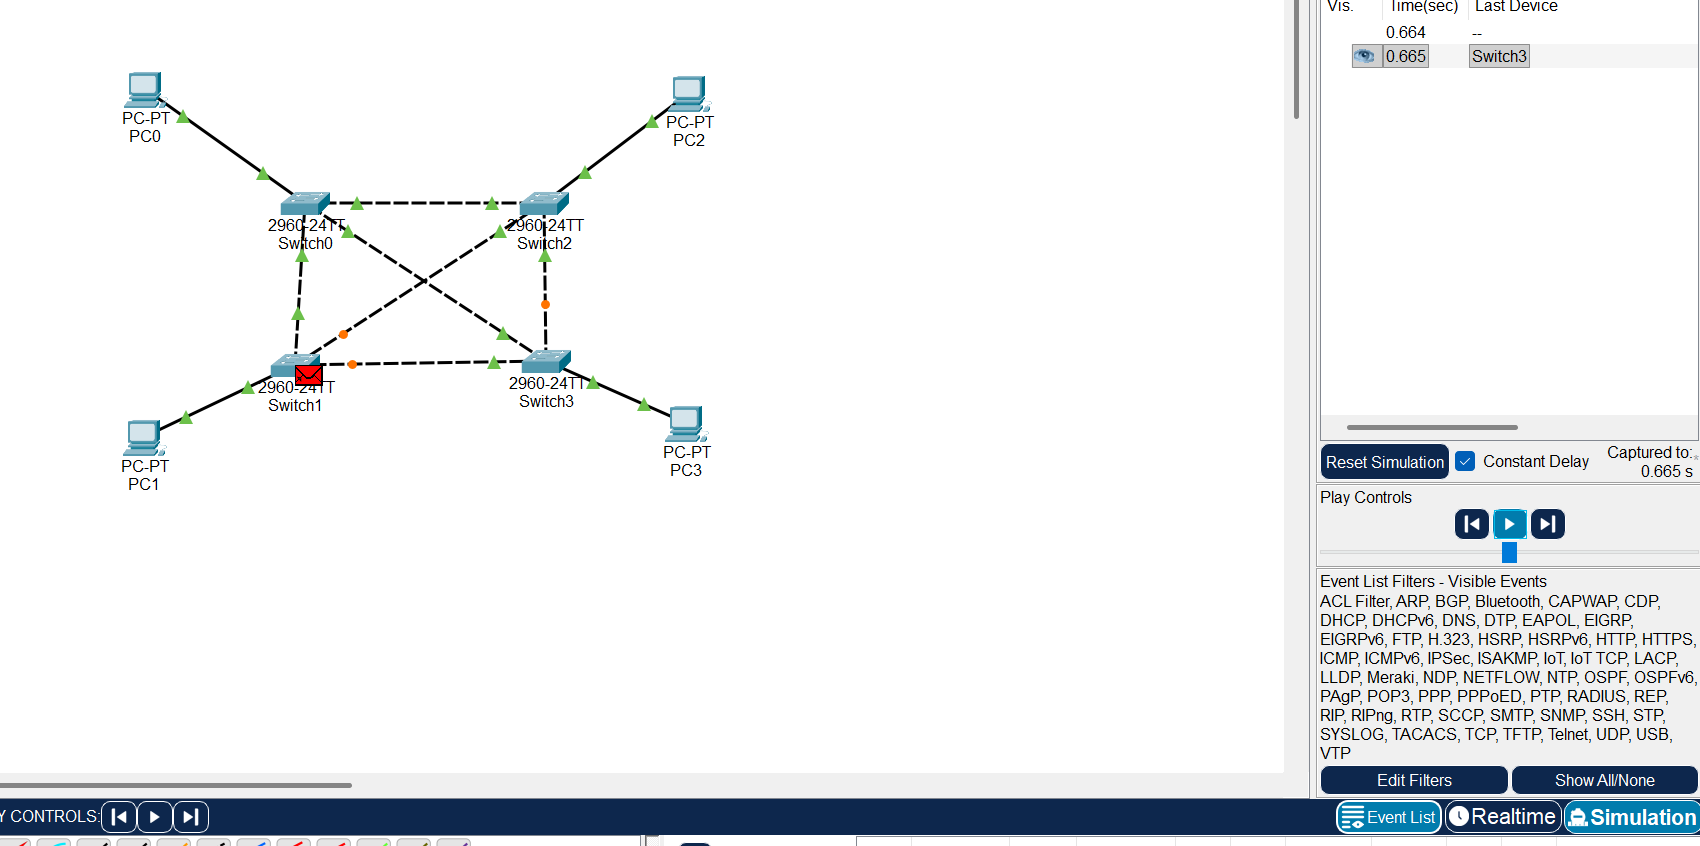 Vis. Time(sec) Last Device
0.664 --
0.665 Switch3
PC-PT
PC0
PC-PT
PC2
2960-24TT
Switch0
2960-24TT
Switch2
2960-24TT
Switch1
2960-24TT
Switch3
PC-PT
PC1
PC-PT
PC3
Reset Simulation Constant Delay Captured to:*
0.665 s
Play Controls
Event List Filters - Visible Events
ACL Filter, ARP, BGP, Bluetooth, CAPWAP, CDP,
DHCP, DHCPv6, DNS, DTP, EAPOL, EIGRP,
EIGRPv6, FTP, H.323, HSRP, HSRPv6, HTTP, HTTPS,
ICMP, ICMPv6, IPSec, ISAKMP, IoT, IoT TCP, LACP,
LLDP, Meraki, NDP, NETFLOW, NTP, OSPF, OSPFv6,
PAgP, POP3, PPP, PPPoED, PTP, RADIUS, REP,
RIP, RIPng, RTP, SCCP, SMTP, SNMP, SSH, STP,
SYSLOG, TACACS, TCP, TFTP, Telnet, UDP, USB,
VTP
Edit Filters Show All/None
Y CONTROLS: Event List Realtime Simulation